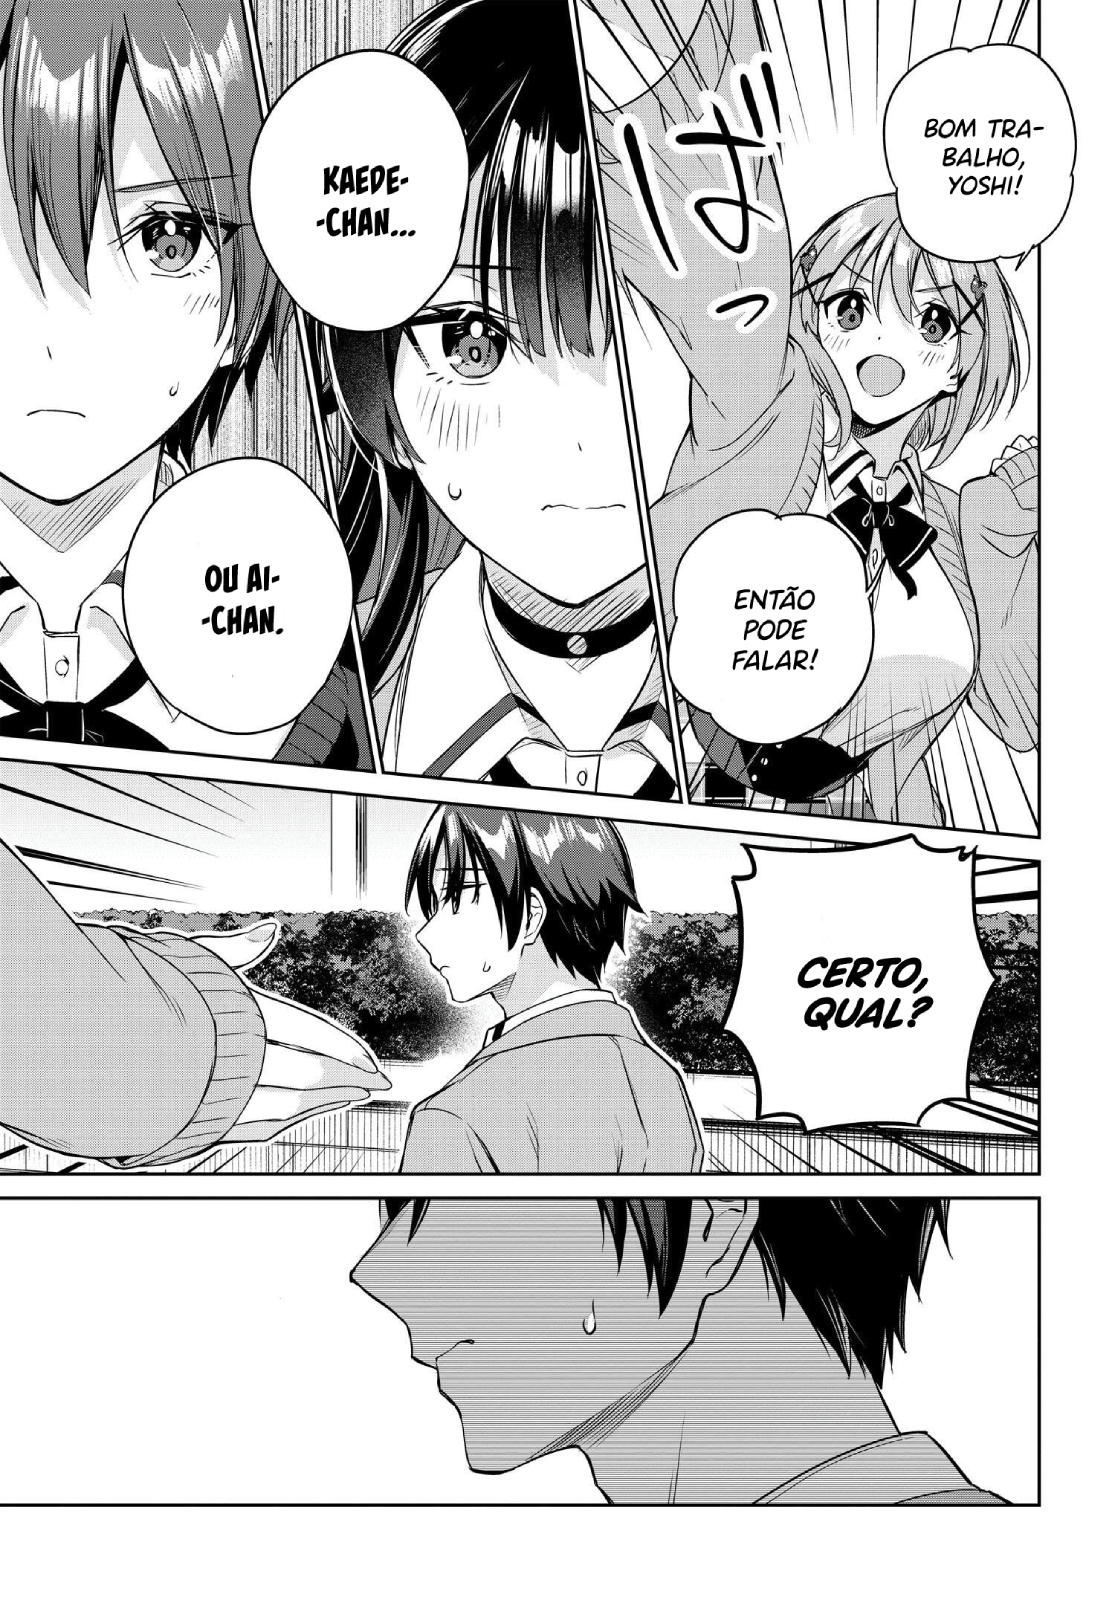 BOM TRA-
BALHO,
YOSHI!
ばっ
ENTÃO
PODE
FALAR!
KAEDE-
-CHAN...
OU AI-
-CHAN.
CERTO,
QUAL?